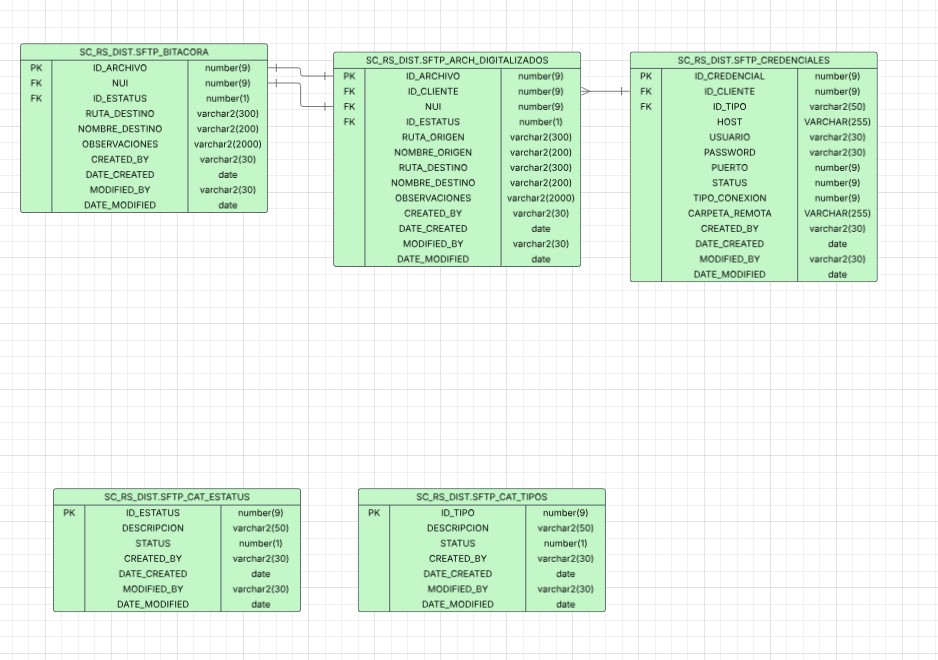 SC_RS_DIST.SFTP_BITACORA
PK ID_ARCHIVO number(9)
FK NUI number(9)
FK ID_ESTATUS number(1)
RUTA_DESTINO varchar2(300)
NOMBRE_DESTINO varchar2(200)
OBSERVACIONES varchar2(2000)
CREATED_BY varchar2(30)
DATE_CREATED date
MODIFIED_BY varchar2(30)
DATE_MODIFIED date
SC_RS_DIST.SFTP_ARCH_DIGITALIZADOS
PK ID_ARCHIVO number(9)
FK ID_CLIENTE number(9)
FK NUI number(9)
FK ID_ESTATUS number(1)
RUTA_ORIGEN varchar2(300)
NOMBRE_ORIGEN varchar2(200)
RUTA_DESTINO varchar2(300)
NOMBRE_DESTINO varchar2(200)
OBSERVACIONES varchar2(2000)
CREATED_BY varchar2(30)
DATE_CREATED date
MODIFIED_BY varchar2(30)
DATE_MODIFIED date
SC_RS_DIST.SFTP_CREDENCIALES
PK ID_CREDENCIAL number(9)
FK ID_CLIENTE number(9)
FK ID_TIPO varchar2(50)
HOST VARCHAR(255)
USUARIO varchar2(30)
PASSWORD varchar2(30)
PUERTO number(9)
STATUS number(9)
TIPO_CONEXION number(9)
CARPETA_REMOTA VARCHAR(255)
CREATED_BY varchar2(30)
DATE_CREATED date
MODIFIED_BY varchar2(30)
DATE_MODIFIED date
SC_RS_DIST.SFTP_CAT_ESTATUS
PK ID_ESTATUS number(9)
DESCRIPCION varchar2(50)
STATUS number(1)
CREATED_BY varchar2(30)
DATE_CREATED date
MODIFIED_BY varchar2(30)
DATE_MODIFIED date
SC_RS_DIST.SFTP_CAT_TIPOS
PK ID_TIPO number(9)
DESCRIPCION varchar2(50)
STATUS number(1)
CREATED_BY varchar2(30)
DATE_CREATED date
MODIFIED_BY varchar2(30)
DATE_MODIFIED date